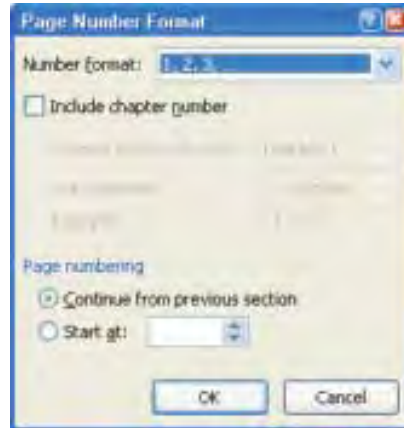 Page Number Format
Number format: 1, 2, 3,
Include chapter number
Page numbering
Continue from previous section
Start at:
OK
Cancel